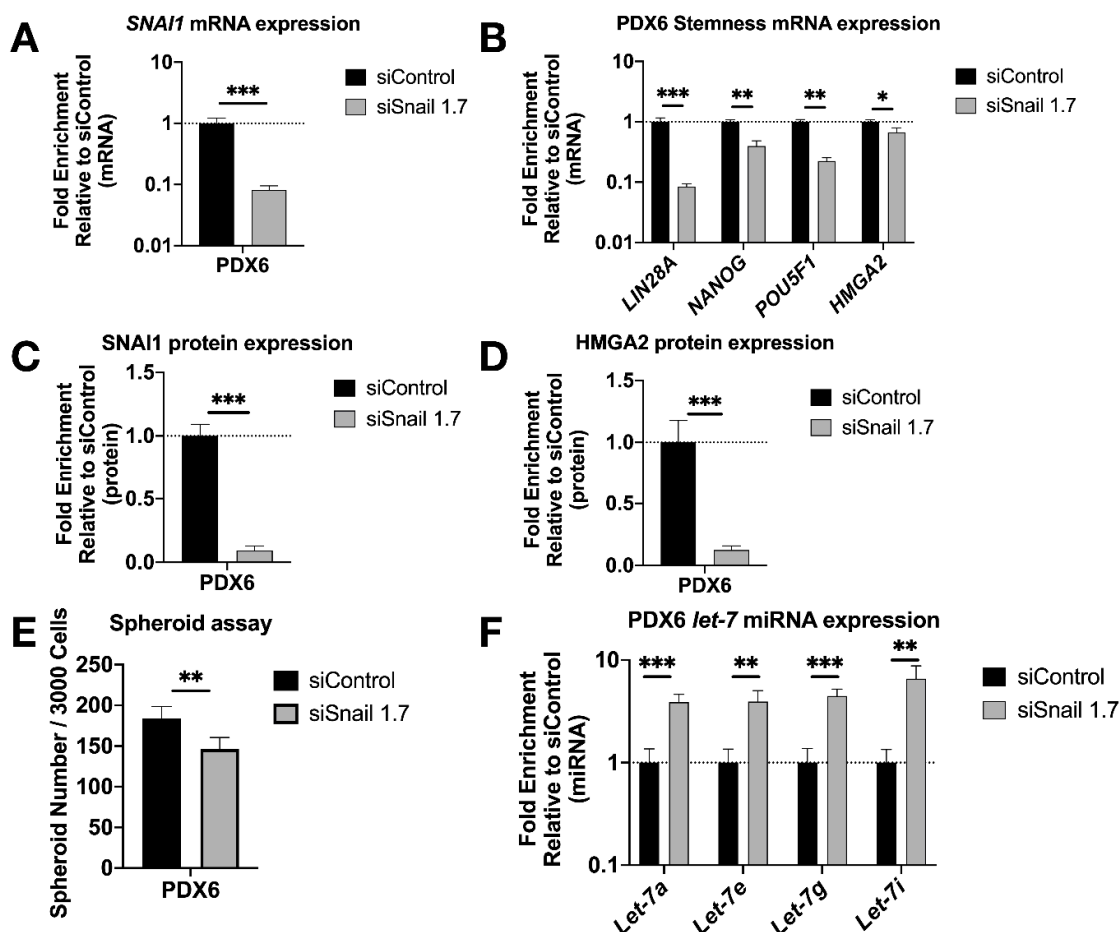 A
SNAI1 mRNA expression
Fold Enrichment
Relative to siControl
(mRNA)
***
1
0.1
0.01
PDX6
siControl
siSnail 1.7
B
PDX6 Stemness mRNA expression
Fold Enrichment
Relative to siControl
(mRNA)
*** ** ** *
1
0.1
0.01
LIN28A NANOG POU5F1 HMGA2
siControl
siSnail 1.7
C
SNAI1 protein expression
Fold Enrichment
Relative to siControl
(protein)
***
1.5
1.0
0.5
0.0
PDX6
siControl
siSnail 1.7
D
HMGA2 protein expression
Fold Enrichment
Relative to siControl
(protein)
***
1.5
1.0
0.5
0.0
PDX6
siControl
siSnail 1.7
E
Spheroid assay
Spheroid Number / 3000 Cells
**
250
200
150
100
50
0
PDX6
siControl
siSnail 1.7
F
PDX6 let-7 miRNA expression
Fold Enrichment
Relative to siControl
(miRNA)
*** ** *** **
10
1
0.1
Let-7a Let-7e Let-7g Let-7i
siControl
siSnail 1.7